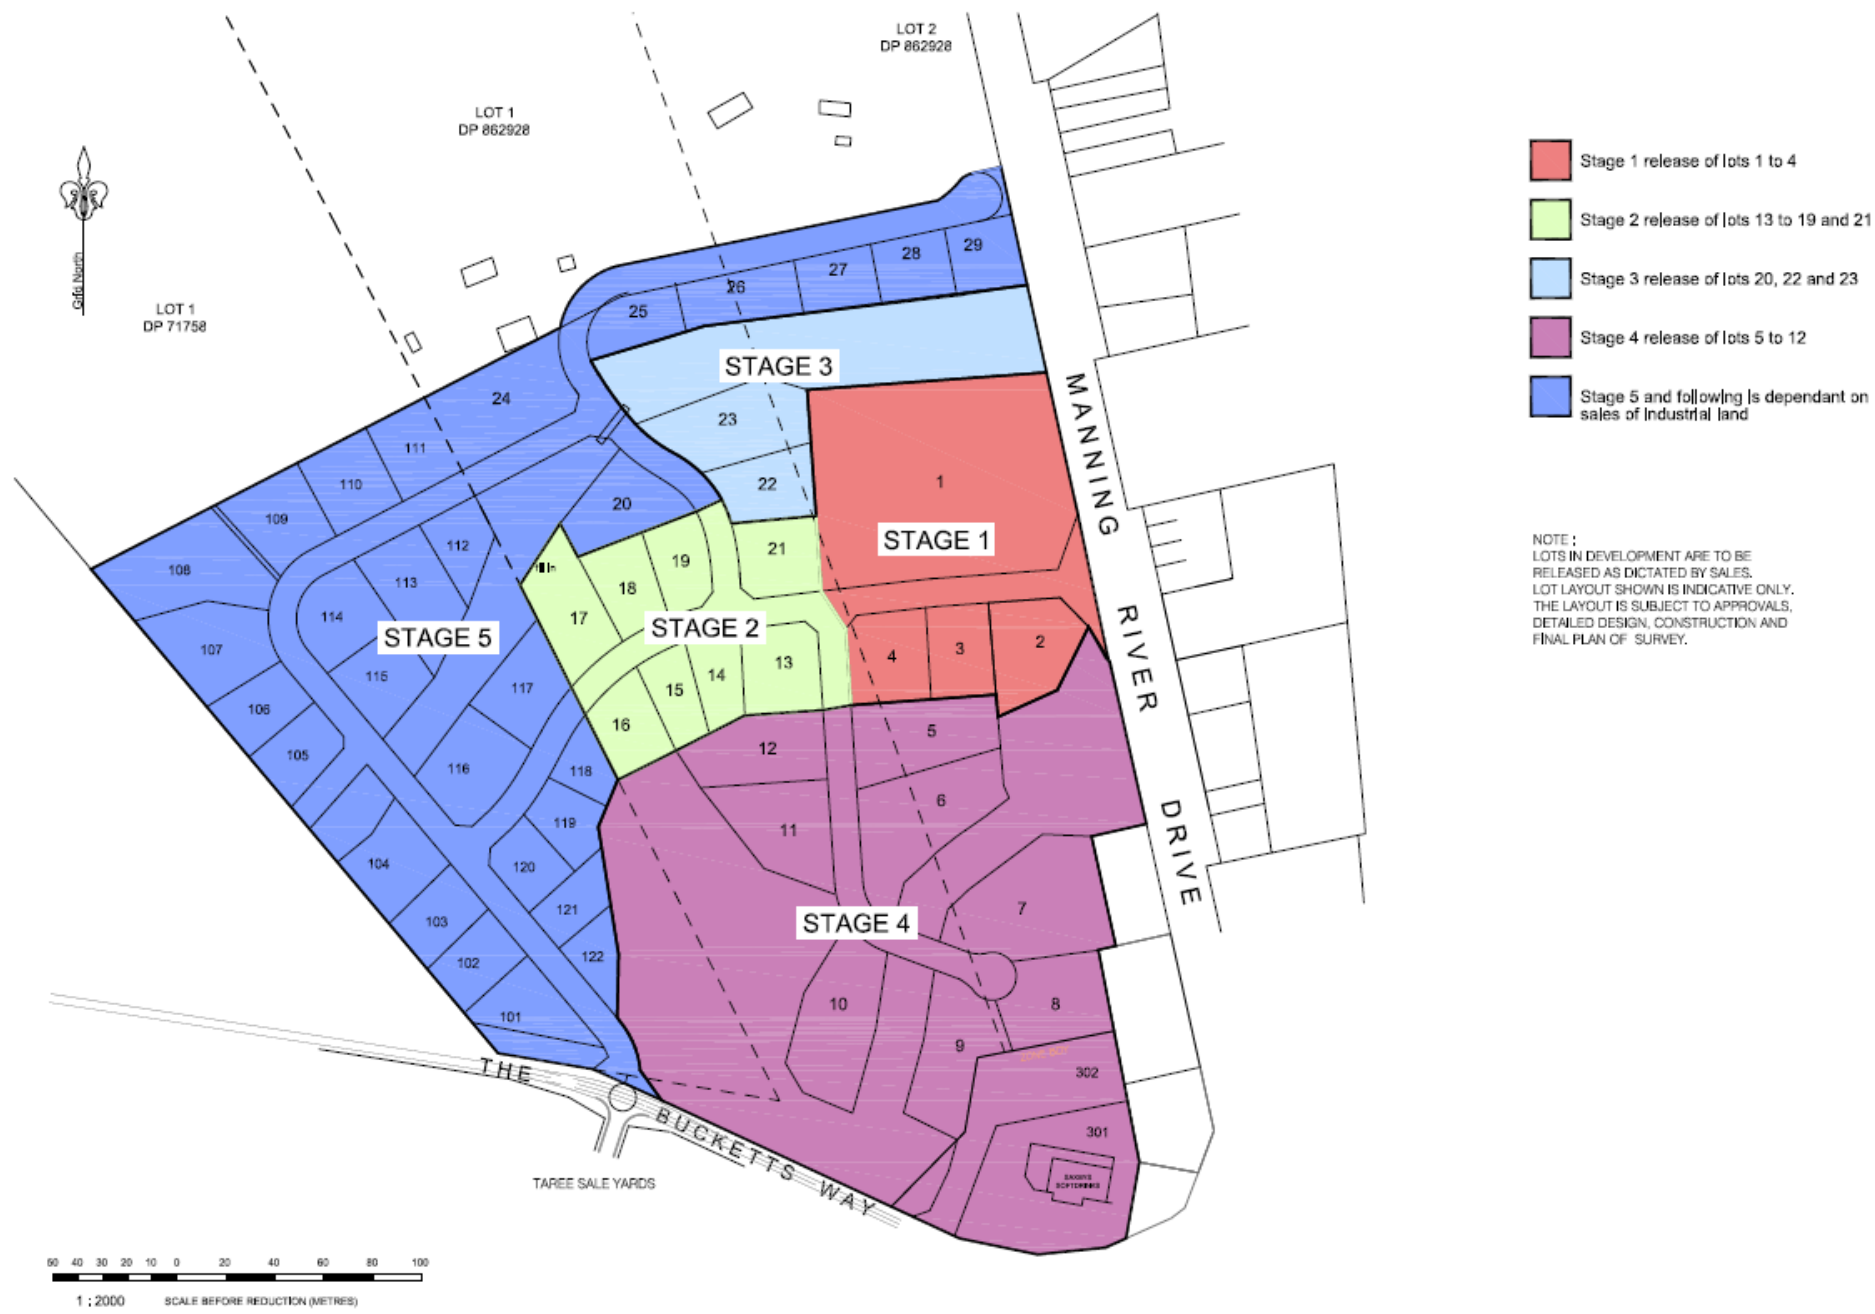 LOT 2
DP 862928
LOT 1
DP 862928
LOT 1
DP 71758
Grid North
Stage 1 release of lots 1 to 4
Stage 2 release of lots 13 to 19 and 21
Stage 3 release of lots 20, 22 and 23
Stage 4 release of lots 5 to 12
Stage 5 and following is dependant on
sales of industrial land
NOTE :
LOTS IN DEVELOPMENT ARE TO BE
RELEASED AS DICTATED BY SALES.
LOT LAYOUT SHOWN IS INDICATIVE ONLY.
THE LAYOUT IS SUBJECT TO APPROVALS,
DETAILED DESIGN, CONSTRUCTION AND
FINAL PLAN OF SURVEY.
29
28
27
26
25
STAGE 3
24
23
22
20
111
110
109
108
112
113
114
115
107
106
105
116
117
118
119
120
121
122
104
103
102
101
STAGE 5
1
STAGE 1
2
3
4
21
19
18
17
STAGE 2
13
14
15
16
5
12
6
11
STAGE 4
7
8
9
10
ZONE BDY
302
301
SAXBYS
SOFTDRINKS
MANNING RIVER DRIVE
THE BUCKETTS WAY
TAREE SALE YARDS
50 40 30 20 10 0 20 40 60 80 100
1 : 2000 SCALE BEFORE REDUCTION (METRES)